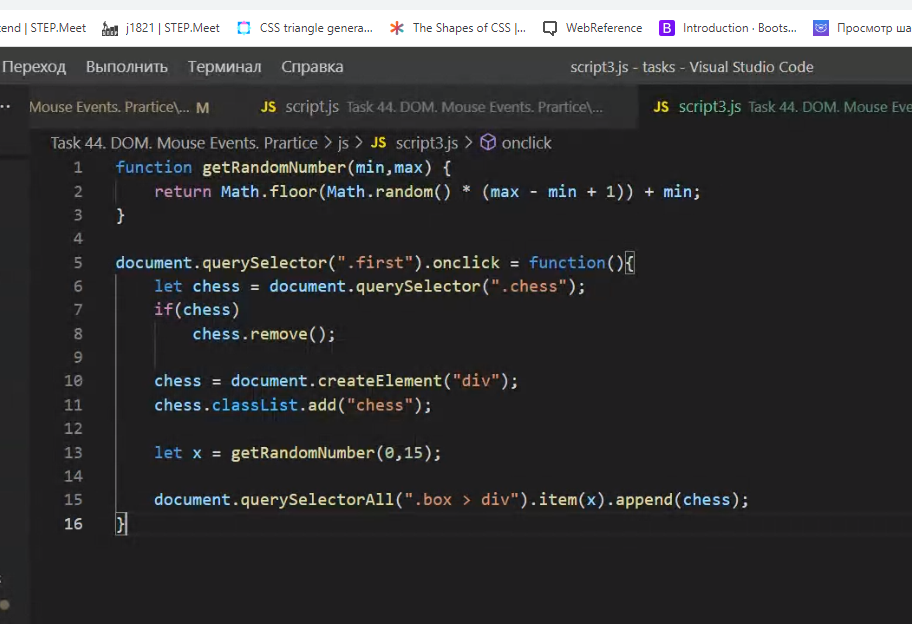 end | STEP.Meet j1821 | STEP.Meet CSS triangle genera... The Shapes of CSS |... WebReference B Introduction · Boots... Просмотр ша
Переход Выполнить Терминал Справка script3.js - tasks - Visual Studio Code
Mouse Events. Prartice\... M JS script.js Task 44. DOM. Mouse Events. Prartice\... JS script3.js Task 44. DOM. Mouse Eve
Task 44. DOM. Mouse Events. Prartice > js > JS script3.js > onclick
1 function getRandomNumber(min,max) {
2 return Math.floor(Math.random() * (max - min + 1)) + min;
3 }
4
5 document.querySelector(".first").onclick = function(){
6 let chess = document.querySelector(".chess");
7 if(chess)
8 chess.remove();
9
10 chess = document.createElement("div");
11 chess.classList.add("chess");
12
13 let x = getRandomNumber(0,15);
14
15 document.querySelectorAll(".box > div").item(x).append(chess);
16 }